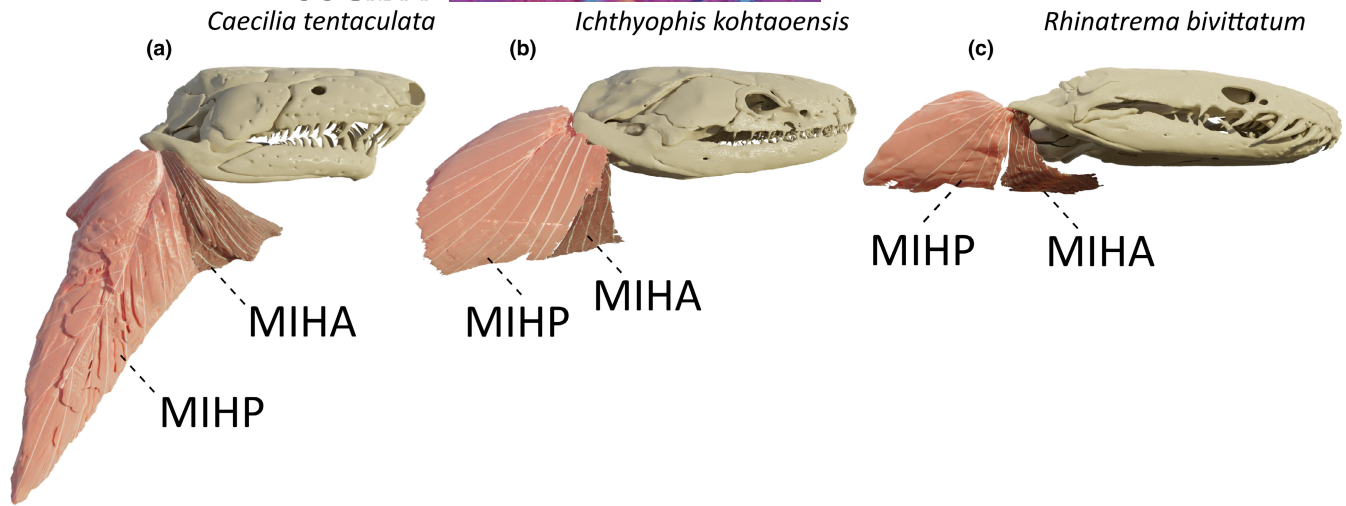 Caecilia tentaculata
Ichthyophis kohtaoensis
Rhinatrema bivittatum
(a)
(b)
(c)
MIHA
MIHP
MIHP
MIHA
MIHP
MIHA